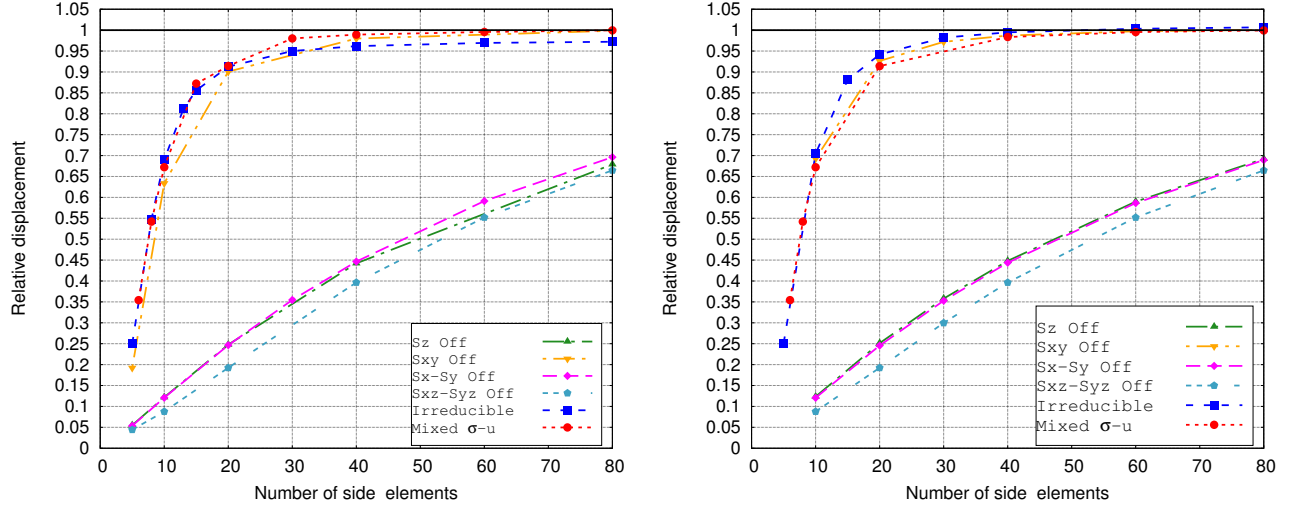 1.05
1
0.95
0.9
0.85
0.8
0.75
0.7
0.65
0.6
0.55
0.5
0.45
0.4
0.35
0.3
0.25
0.2
0.15
0.1
0.05
0
Relative displacement
0 10 20 30 40 50 60 70 80
Number of side elements
Sz Off
Sxy Off
Sx-Sy Off
Sxz-Syz Off
Irreducible
Mixed σ-u
1.05
1
0.95
0.9
0.85
0.8
0.75
0.7
0.65
0.6
0.55
0.5
0.45
0.4
0.35
0.3
0.25
0.2
0.15
0.1
0.05
0
Relative displacement
0 10 20 30 40 50 60 70 80
Number of side elements
Sz Off
Sxy Off
Sx-Sy Off
Sxz-Syz Off
Irreducible
Mixed σ-u